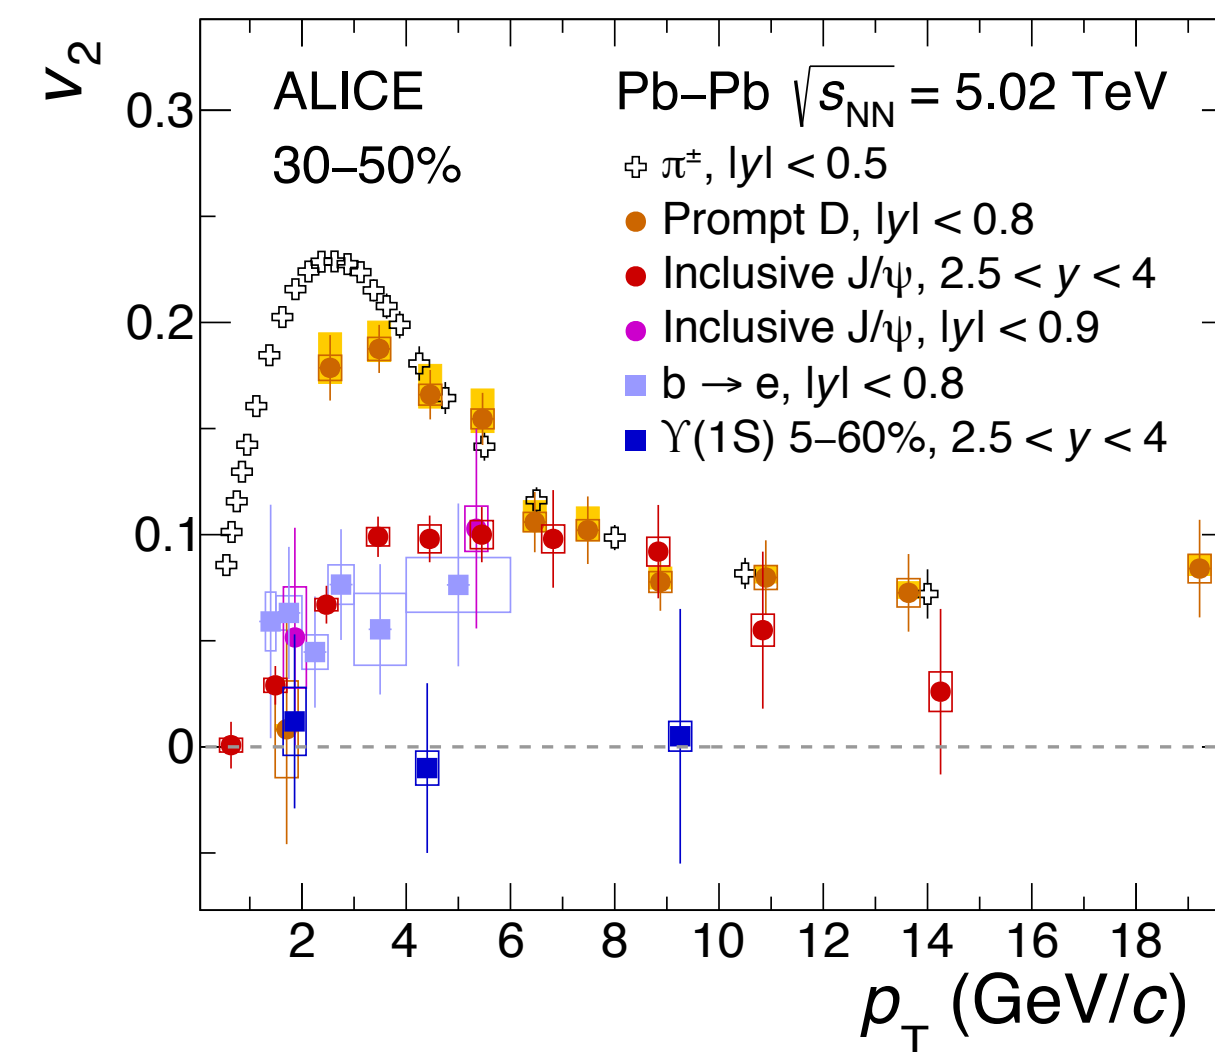 v₂
ALICE
30–50%
Pb–Pb √sNN = 5.02 TeV
π±, |y| < 0.5
Prompt D, |y| < 0.8
Inclusive J/ψ, 2.5 < y < 4
Inclusive J/ψ, |y| < 0.9
b → e, |y| < 0.8
ϒ(1S) 5–60%, 2.5 < y < 4
0.3
0.2
0.1
0
2 4 6 8 10 12 14 16 18
pT (GeV/c)